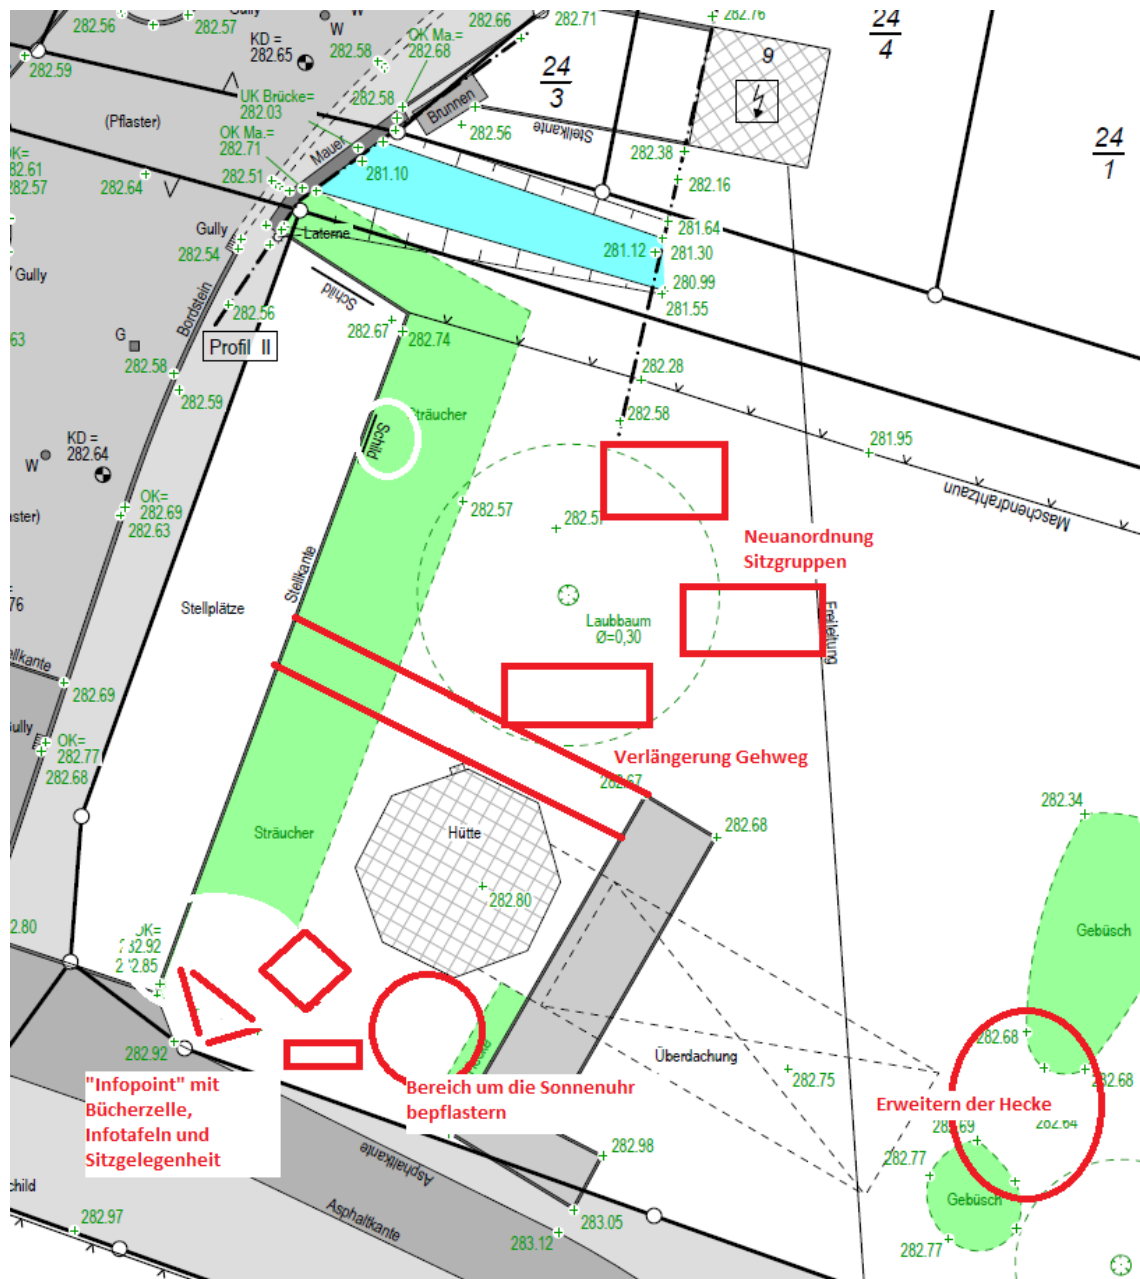 282.56
282.57
Gully
W
W
282.66
282.71
282.76
24
4
KD =
282.65
282.58
OK Ma.=
282.68
282.59
24
3
9
UK Brücke=
282.03
282.58
Brunnen
(Pflaster)
OK Ma.=
282.71
Mauer
282.56
Stellkante
282.38
24
1
282.61
282.57
282.64
282.51
281.10
282.16
Gully
Laterne
281.64
282.54
281.12
281.30
Gully
Schild
280.99
281.55
282.56
Bordstein
282.67
282.74
G
Profil II
282.58
282.28
282.59
Sträucher
282.58
Schild
281.95
KD =
282.64
W
Maschendrahtzaun
OK=
282.69
282.63
282.57
282.57
Neuanordnung
Sitzgruppen
Stellkante
Stellplätze
Laubbaum
Ø=0,30
Freileitung
282.69
OK=
282.77
282.68
Verlängerung Gehweg
282.67
282.34
Sträucher
Hütte
282.68
282.80
Gebüsch
OK=
282.92
282.85
282.92
282.68
Überdachung
282.75
282.68
"Infopoint" mit
Bücherzelle,
Infotafeln und
Sitzgelegenheit
Bereich um die Sonnenuhr
bepflastern
Erweitern der Hecke
282.64
282.69
Asphaltkante
282.98
282.77
Gebüsch
Asphaltkante
282.97
283.05
283.12
282.77